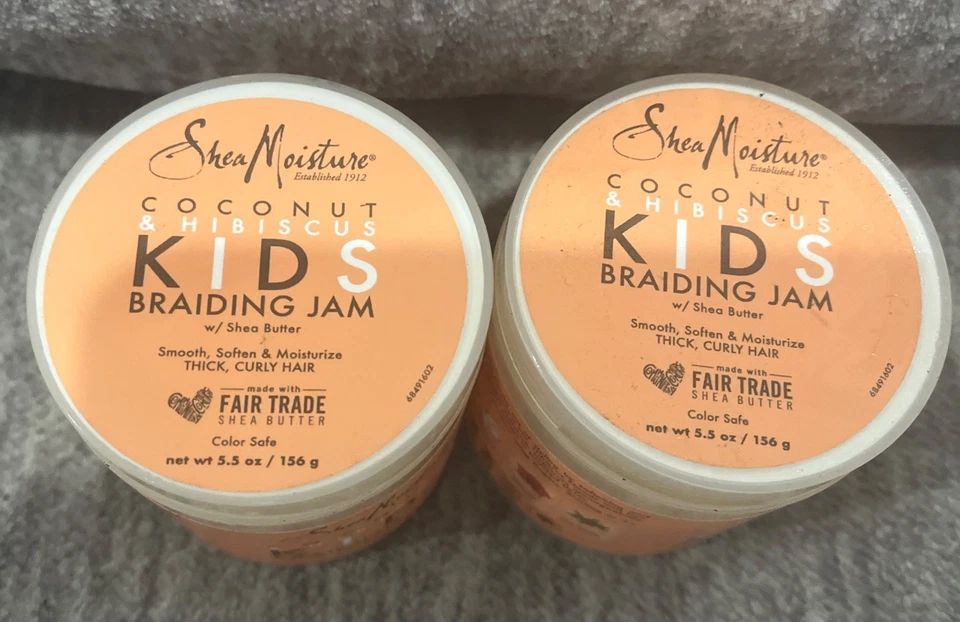 SheaMoisture®
Established 1912
COCONUT
& HIBISCUS
KIDS
BRAIDING JAM
w/ Shea Butter
Smooth, Soften & Moisturize
THICK, CURLY HAIR
made with
FAIR TRADE
SHEA BUTTER
Color Safe
net wt 5.5 oz / 156 g
68491602
SheaMoisture®
Established 1912
COCONUT
& HIBISCUS
KIDS
BRAIDING JAM
w/ Shea Butter
Smooth, Soften & Moisturize
THICK, CURLY HAIR
made with
FAIR TRADE
SHEA BUTTER
Color Safe
net wt 5.5 oz / 156 g
68491602
SheaMoisture